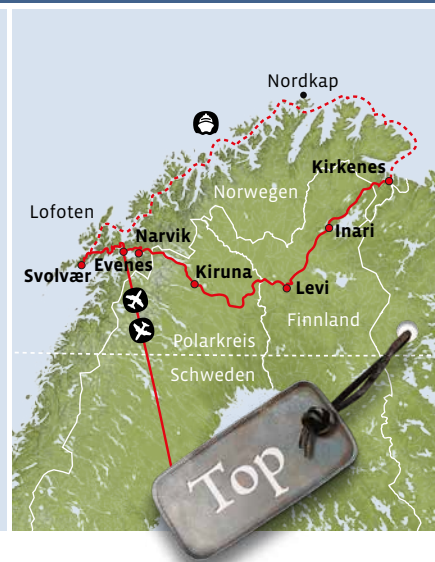 Nordkap
Kirkenes
Norwegen
Lofoten
Inari
Narvik
Evenes
Svolvær
Kiruna
Levi
Finnland
Polarkreis
Schweden
Top